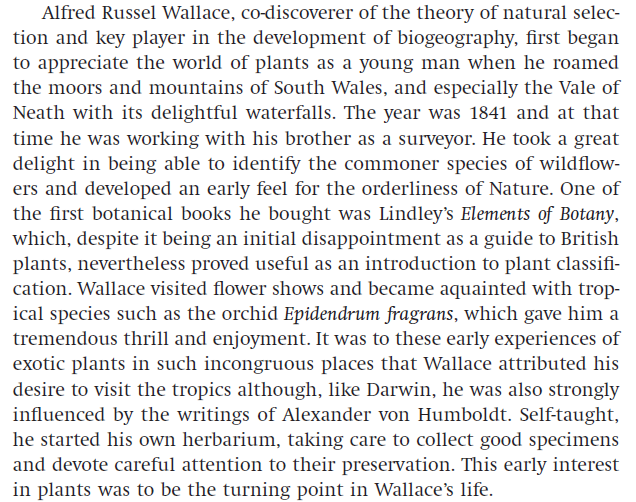 Alfred Russel Wallace, co-discoverer of the theory of natural selec-
tion and key player in the development of biogeography, first began
to appreciate the world of plants as a young man when he roamed
the moors and mountains of South Wales, and especially the Vale of
Neath with its delightful waterfalls. The year was 1841 and at that
time he was working with his brother as a surveyor. He took a great
delight in being able to identify the commoner species of wildflow-
ers and developed an early feel for the orderliness of Nature. One of
the first botanical books he bought was Lindley's Elements of Botany,
which, despite it being an initial disappointment as a guide to British
plants, nevertheless proved useful as an introduction to plant classifi-
cation. Wallace visited flower shows and became aquainted with trop-
ical species such as the orchid Epidendrum fragrans, which gave him a
tremendous thrill and enjoyment. It was to these early experiences of
exotic plants in such incongruous places that Wallace attributed his
desire to visit the tropics although, like Darwin, he was also strongly
influenced by the writings of Alexander von Humboldt. Self-taught,
he started his own herbarium, taking care to collect good specimens
and devote careful attention to their preservation. This early interest
in plants was to be the turning point in Wallace's life.